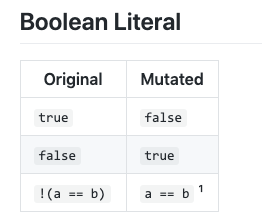 Boolean Literal
Original Mutated
true false
false true
!(a == b) a == b ¹